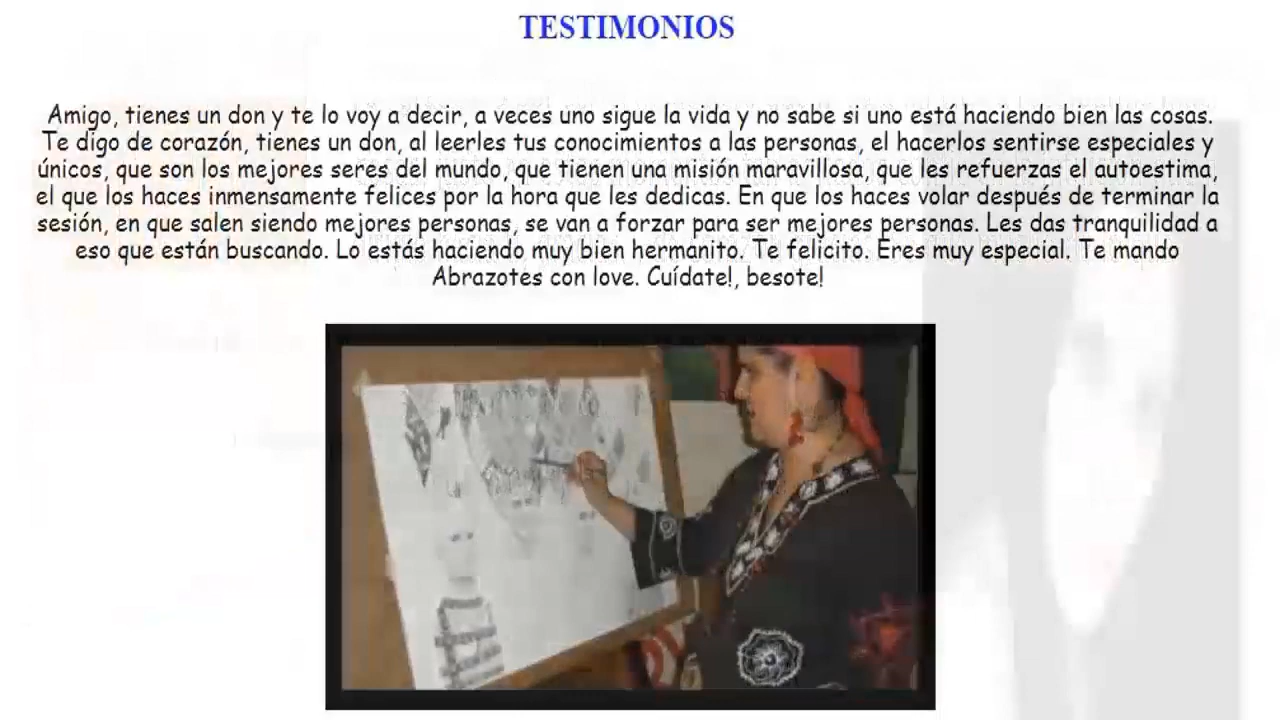 TESTIMONIOS
Amigo, tienes un don y te lo voy a decir, a véces uno sigue la vida y no sabe si uno está haciendo bien las cosas.
Te digo de corazón, tienes un don, al leerles tus conocimientos a las personas, el hacerlos sentirse especiales y
únicos, que son los mejores seres del mundo, que tienen una misión maravillosa, que les refuerzas el autoestima,
el que los haces inmensamente felices por la hora que les dedicas. En que los haces volar después de terminar la
sesión, en que salen siendo mejores personas, se van a forzar para ser mejores personas. Les das tranquilidad a
eso que están buscando. Lo estás haciendo muy bien hermanito. Te felicito. Eres muy especial. Te mando
Abrazotes con love. Cuídate!, besote!